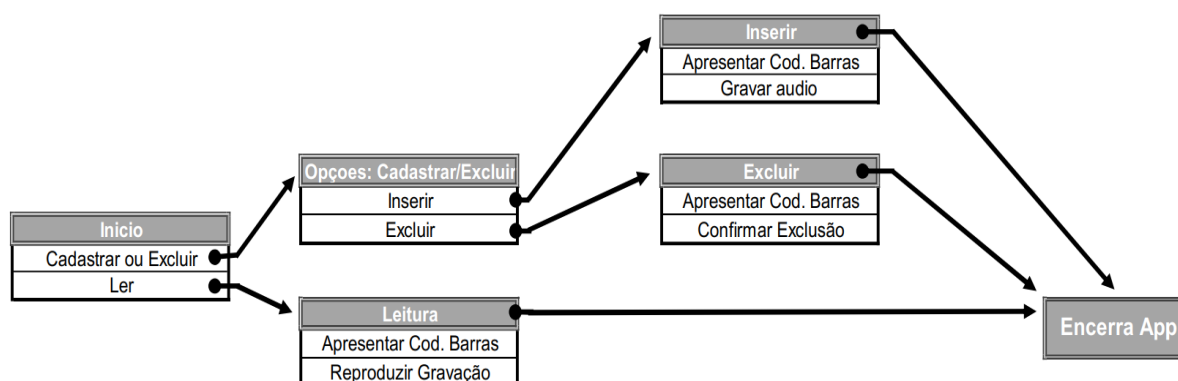 Inicio
Cadastrar ou Excluir
Ler
Opçoes: Cadastrar/Excluir
Inserir
Excluir
Leitura
Apresentar Cod. Barras
Reproduzir Gravação
Inserir
Apresentar Cod. Barras
Gravar audio
Excluir
Apresentar Cod. Barras
Confirmar Exclusão
Encerra App